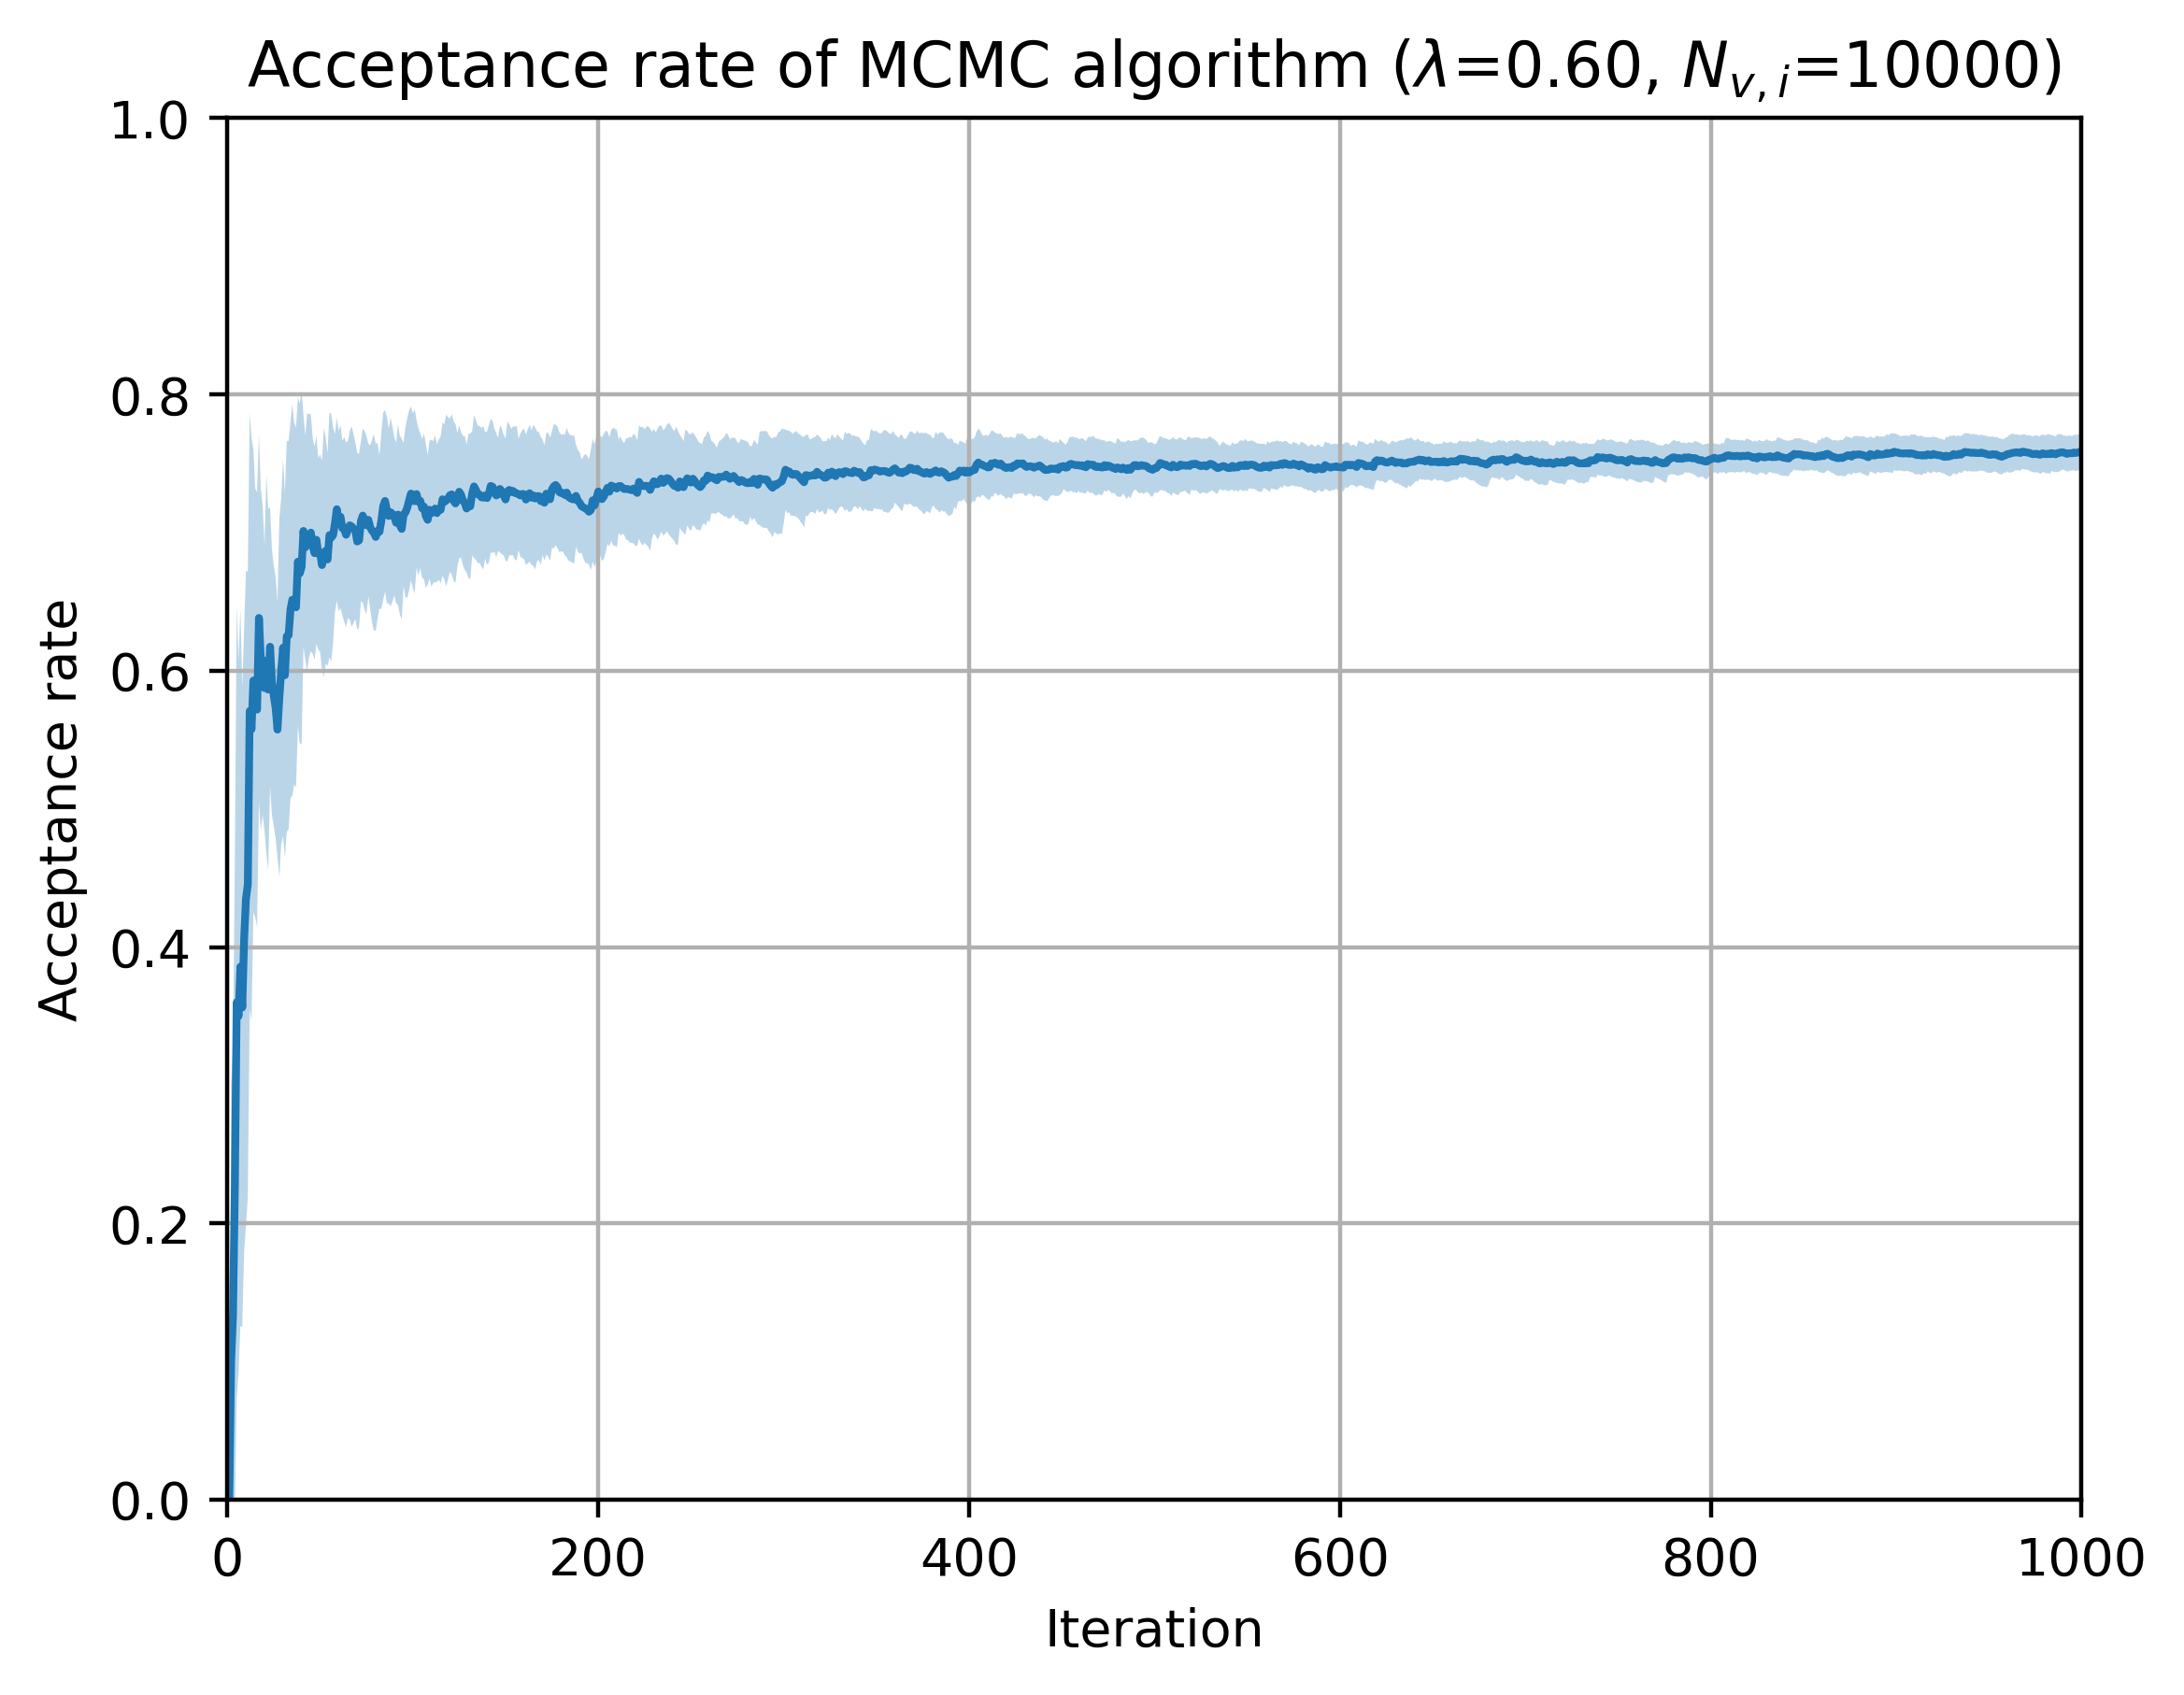 Acceptance rate of MCMC algorithm (λ=0.60, N_{v, i}=10000)
1.0
0.8
0.6
0.4
0.2
0.0
Acceptance rate
0 200 400 600 800 1000
Iteration